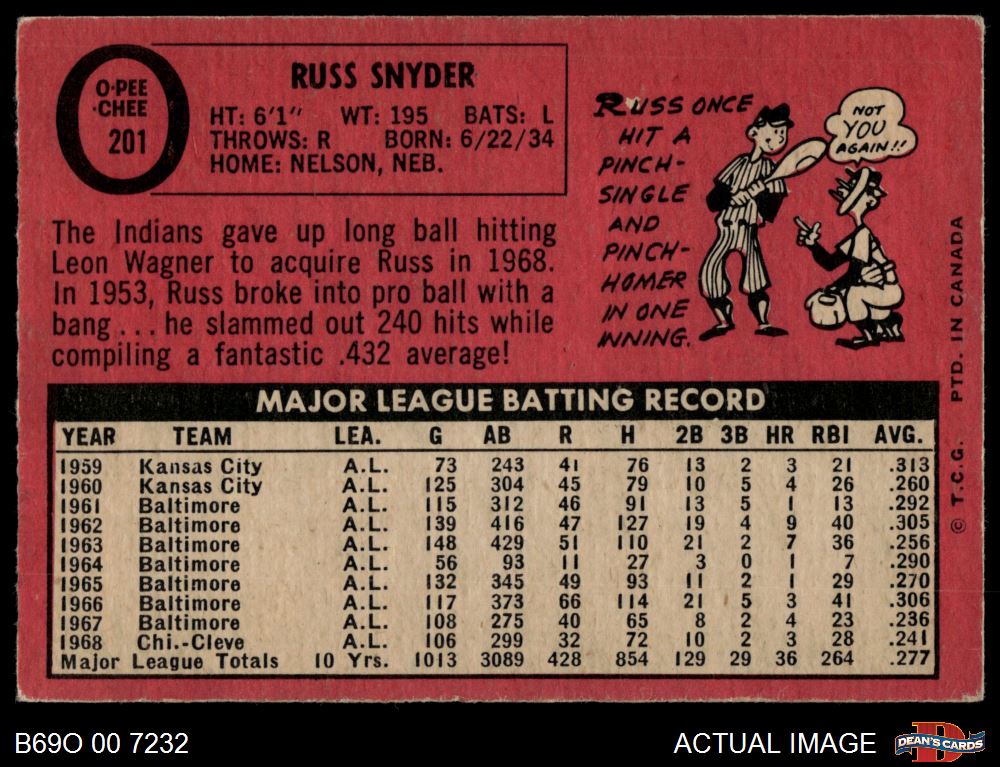 O-PEE
-CHEE
201
RUSS SNYDER
HT: 6'1" WT: 195 BATS: L
THROWS: R BORN: 6/22/34
HOME: NELSON, NEB.
The Indians gave up long ball hitting
Leon Wagner to acquire Russ in 1968.
In 1953, Russ broke into pro ball with a
bang . . . he slammed out 240 hits while
compiling a fantastic .432 average!
RUSS ONCE
HIT A
PINCH-
SINGLE
AND
PINCH-
HOMER
IN ONE
INNING.
NOT
YOU
AGAIN!!
MAJOR LEAGUE BATTING RECORD
YEAR TEAM LEA. G AB R H 2B 3B HR RBI AVG.
1959 Kansas City A.L. 73 243 41 76 13 2 3 21 .313
1960 Kansas City A.L. 125 304 45 79 10 5 4 26 .260
1961 Baltimore A.L. 115 312 46 91 13 5 1 13 .292
1962 Baltimore A.L. 139 416 47 127 19 4 9 40 .305
1963 Baltimore A.L. 148 429 51 110 21 2 7 36 .256
1964 Baltimore A.L. 56 93 11 27 3 0 1 7 .290
1965 Baltimore A.L. 132 345 49 93 11 2 1 29 .270
1966 Baltimore A.L. 117 373 66 114 21 5 3 41 .306
1967 Baltimore A.L. 108 275 40 65 8 2 4 23 .236
1968 Chi.-Cleve A.L. 106 299 32 72 10 2 3 28 .241
Major League Totals 10 Yrs. 1013 3089 428 854 129 29 36 264 .277
© T.C.G. PTD. IN CANADA
B69O 00 7232
ACTUAL IMAGE
D
DEAN'S CARDS